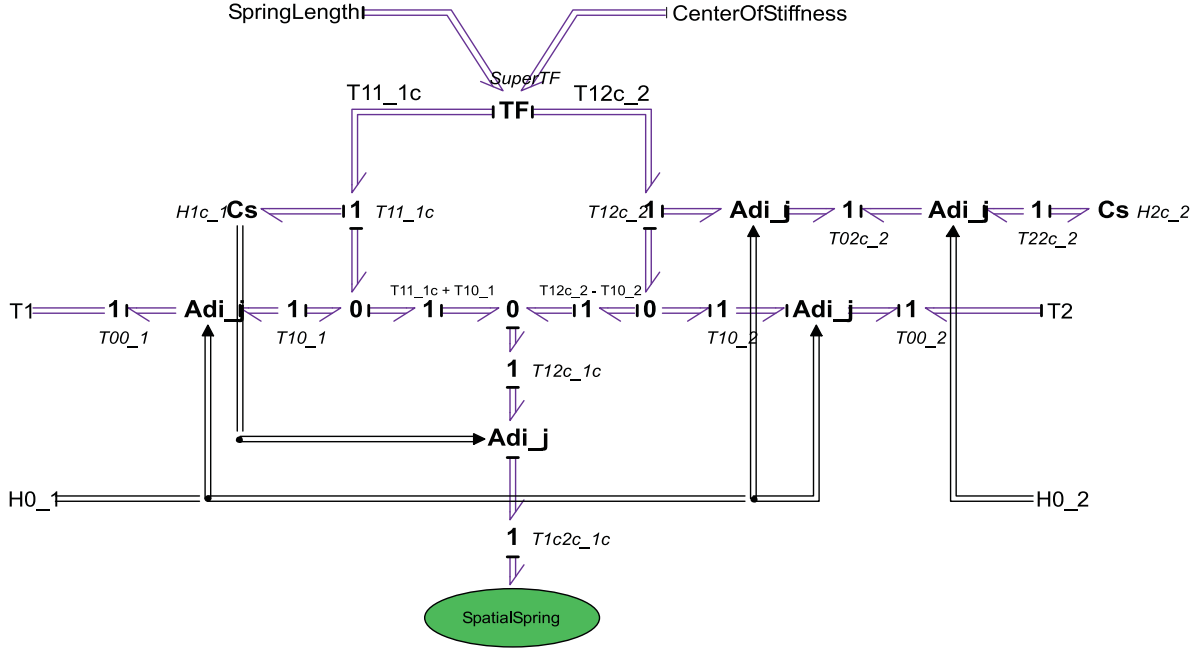 SpringLength
CenterOfStiffness
SuperTF
T11_1c
TF
T12c_2
H1c_1
Cs
1
T11_1c
T12c_2
1
Adi_j
1
T02c_2
Adi_j
1
T22c_2
Cs
H2c_2
T1
1
T00_1
Adi_j
1
T10_1
0
1
T11_1c + T10_1
0
T12c_2 - T10_2
1
0
1
T10_2
Adi_j
1
T00_2
T2
1
T12c_1c
Adi_j
H0_1
H0_2
1
T1c2c_1c
SpatialSpring